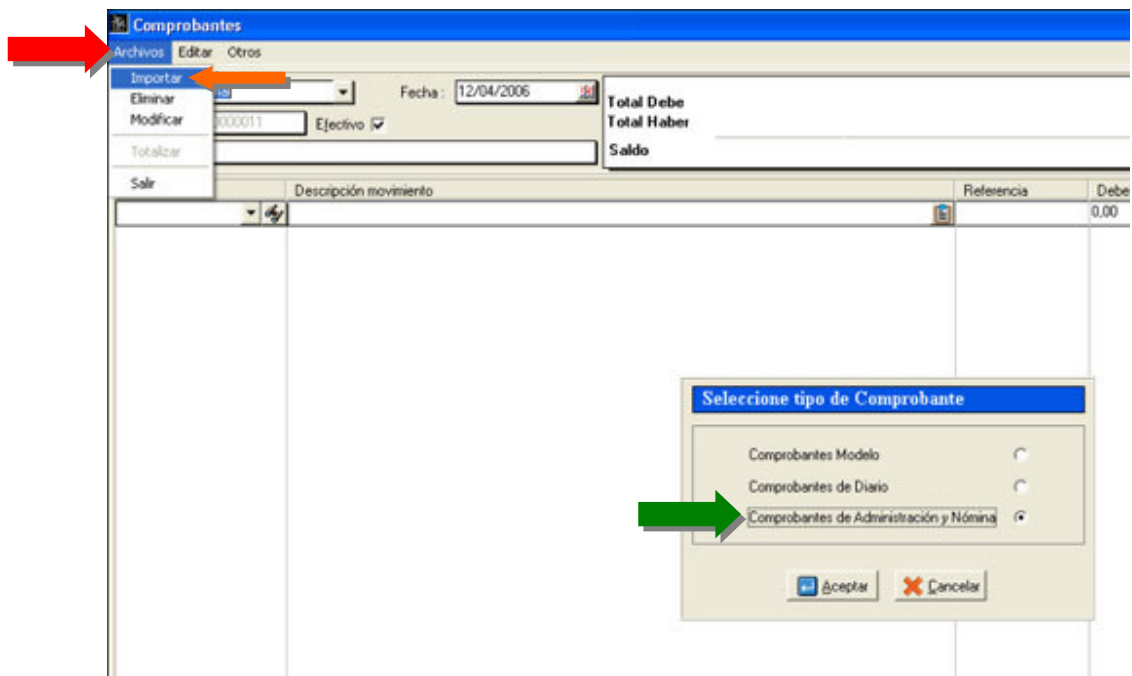 Comprobantes
Archivos Editar Otros
Importar
Eliminar
Modificar
Totalizar
Salir
Fecha : 12/04/2006
0000011 Efectivo
Total Debe
Total Haber
Saldo
Descripción movimiento Referencia Debe
0.00
Seleccione tipo de Comprobante
Comprobantes Modelo
Comprobantes de Diario
Comprobantes de Administración y Nómina
Aceptar Cancelar